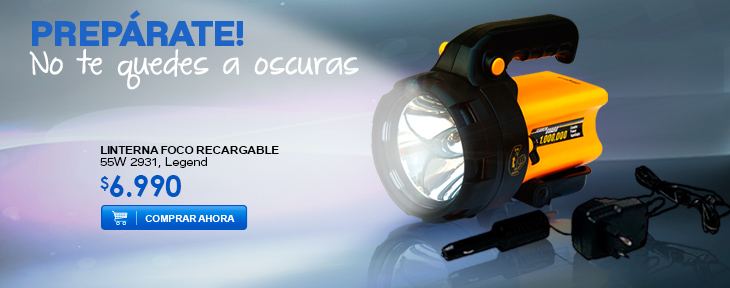 PREPÁRATE!
No te quedes a oscuras
LINTERNA FOCO RECARGABLE
55W 2931, Legend
$6.990
COMPRAR AHORA
1.000.000